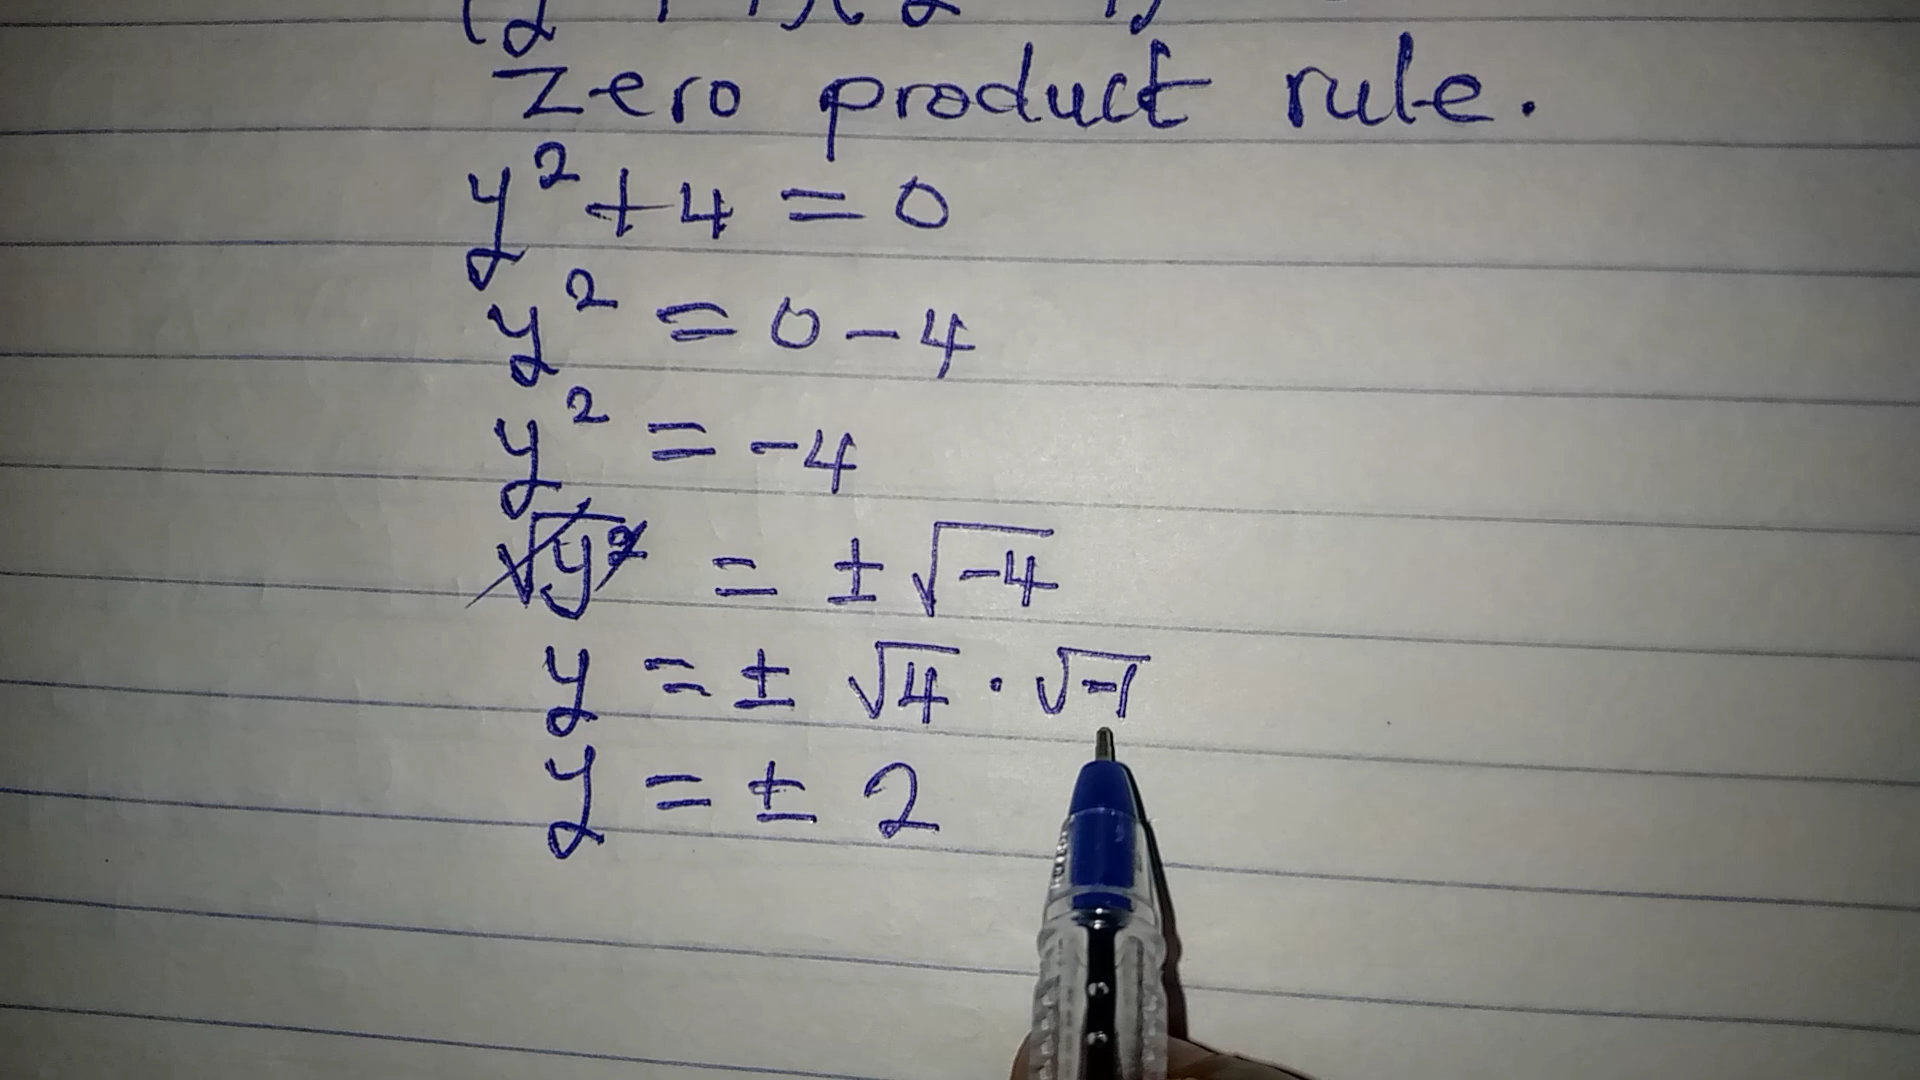 Zero product rule.
y² + 4 = 0
y² = 0 - 4
y² = -4
√y² = ± √-4
y = ± √4 · √-1
y = ± 2